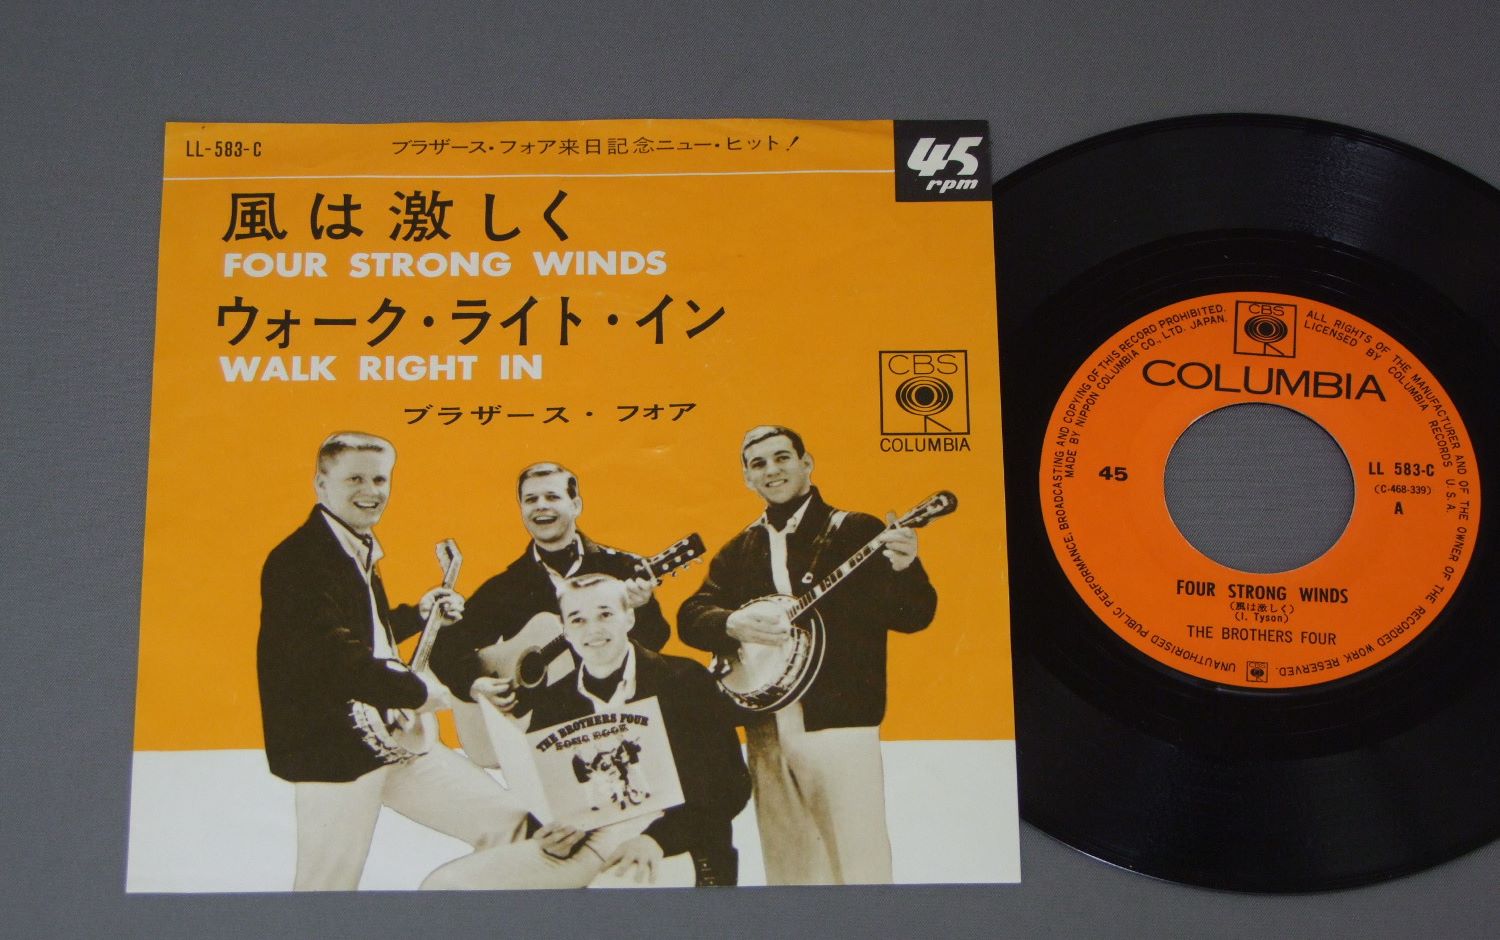 LL-583-C
ブラザース・フォア来日記念ニュー・ヒット!
45
rpm
風は激しく
FOUR STRONG WINDS
ウォーク・ライト・イン
WALK RIGHT IN
ブラザース・フォア
CBS
COLUMBIA
THE BROTHERS FOUR
SONG BOOK
UNAUTHORISED PUBLIC PERFORMANCE, BROADCASTING AND COPYING OF THIS RECORD PROHIBITED.
MADE BY NIPPON COLUMBIA CO., LTD. JAPAN.
CBS
ALL RIGHTS OF THE MANUFACTURER AND OF THE OWNER OF THE RECORDED WORK RESERVED.
LICENSED BY COLUMBIA RECORDS U.S.A.
COLUMBIA
45
LL 583-C
(C-468-339)
A
FOUR STRONG WINDS
(風は激しく)
(I. Tyson)
THE BROTHERS FOUR
CBS